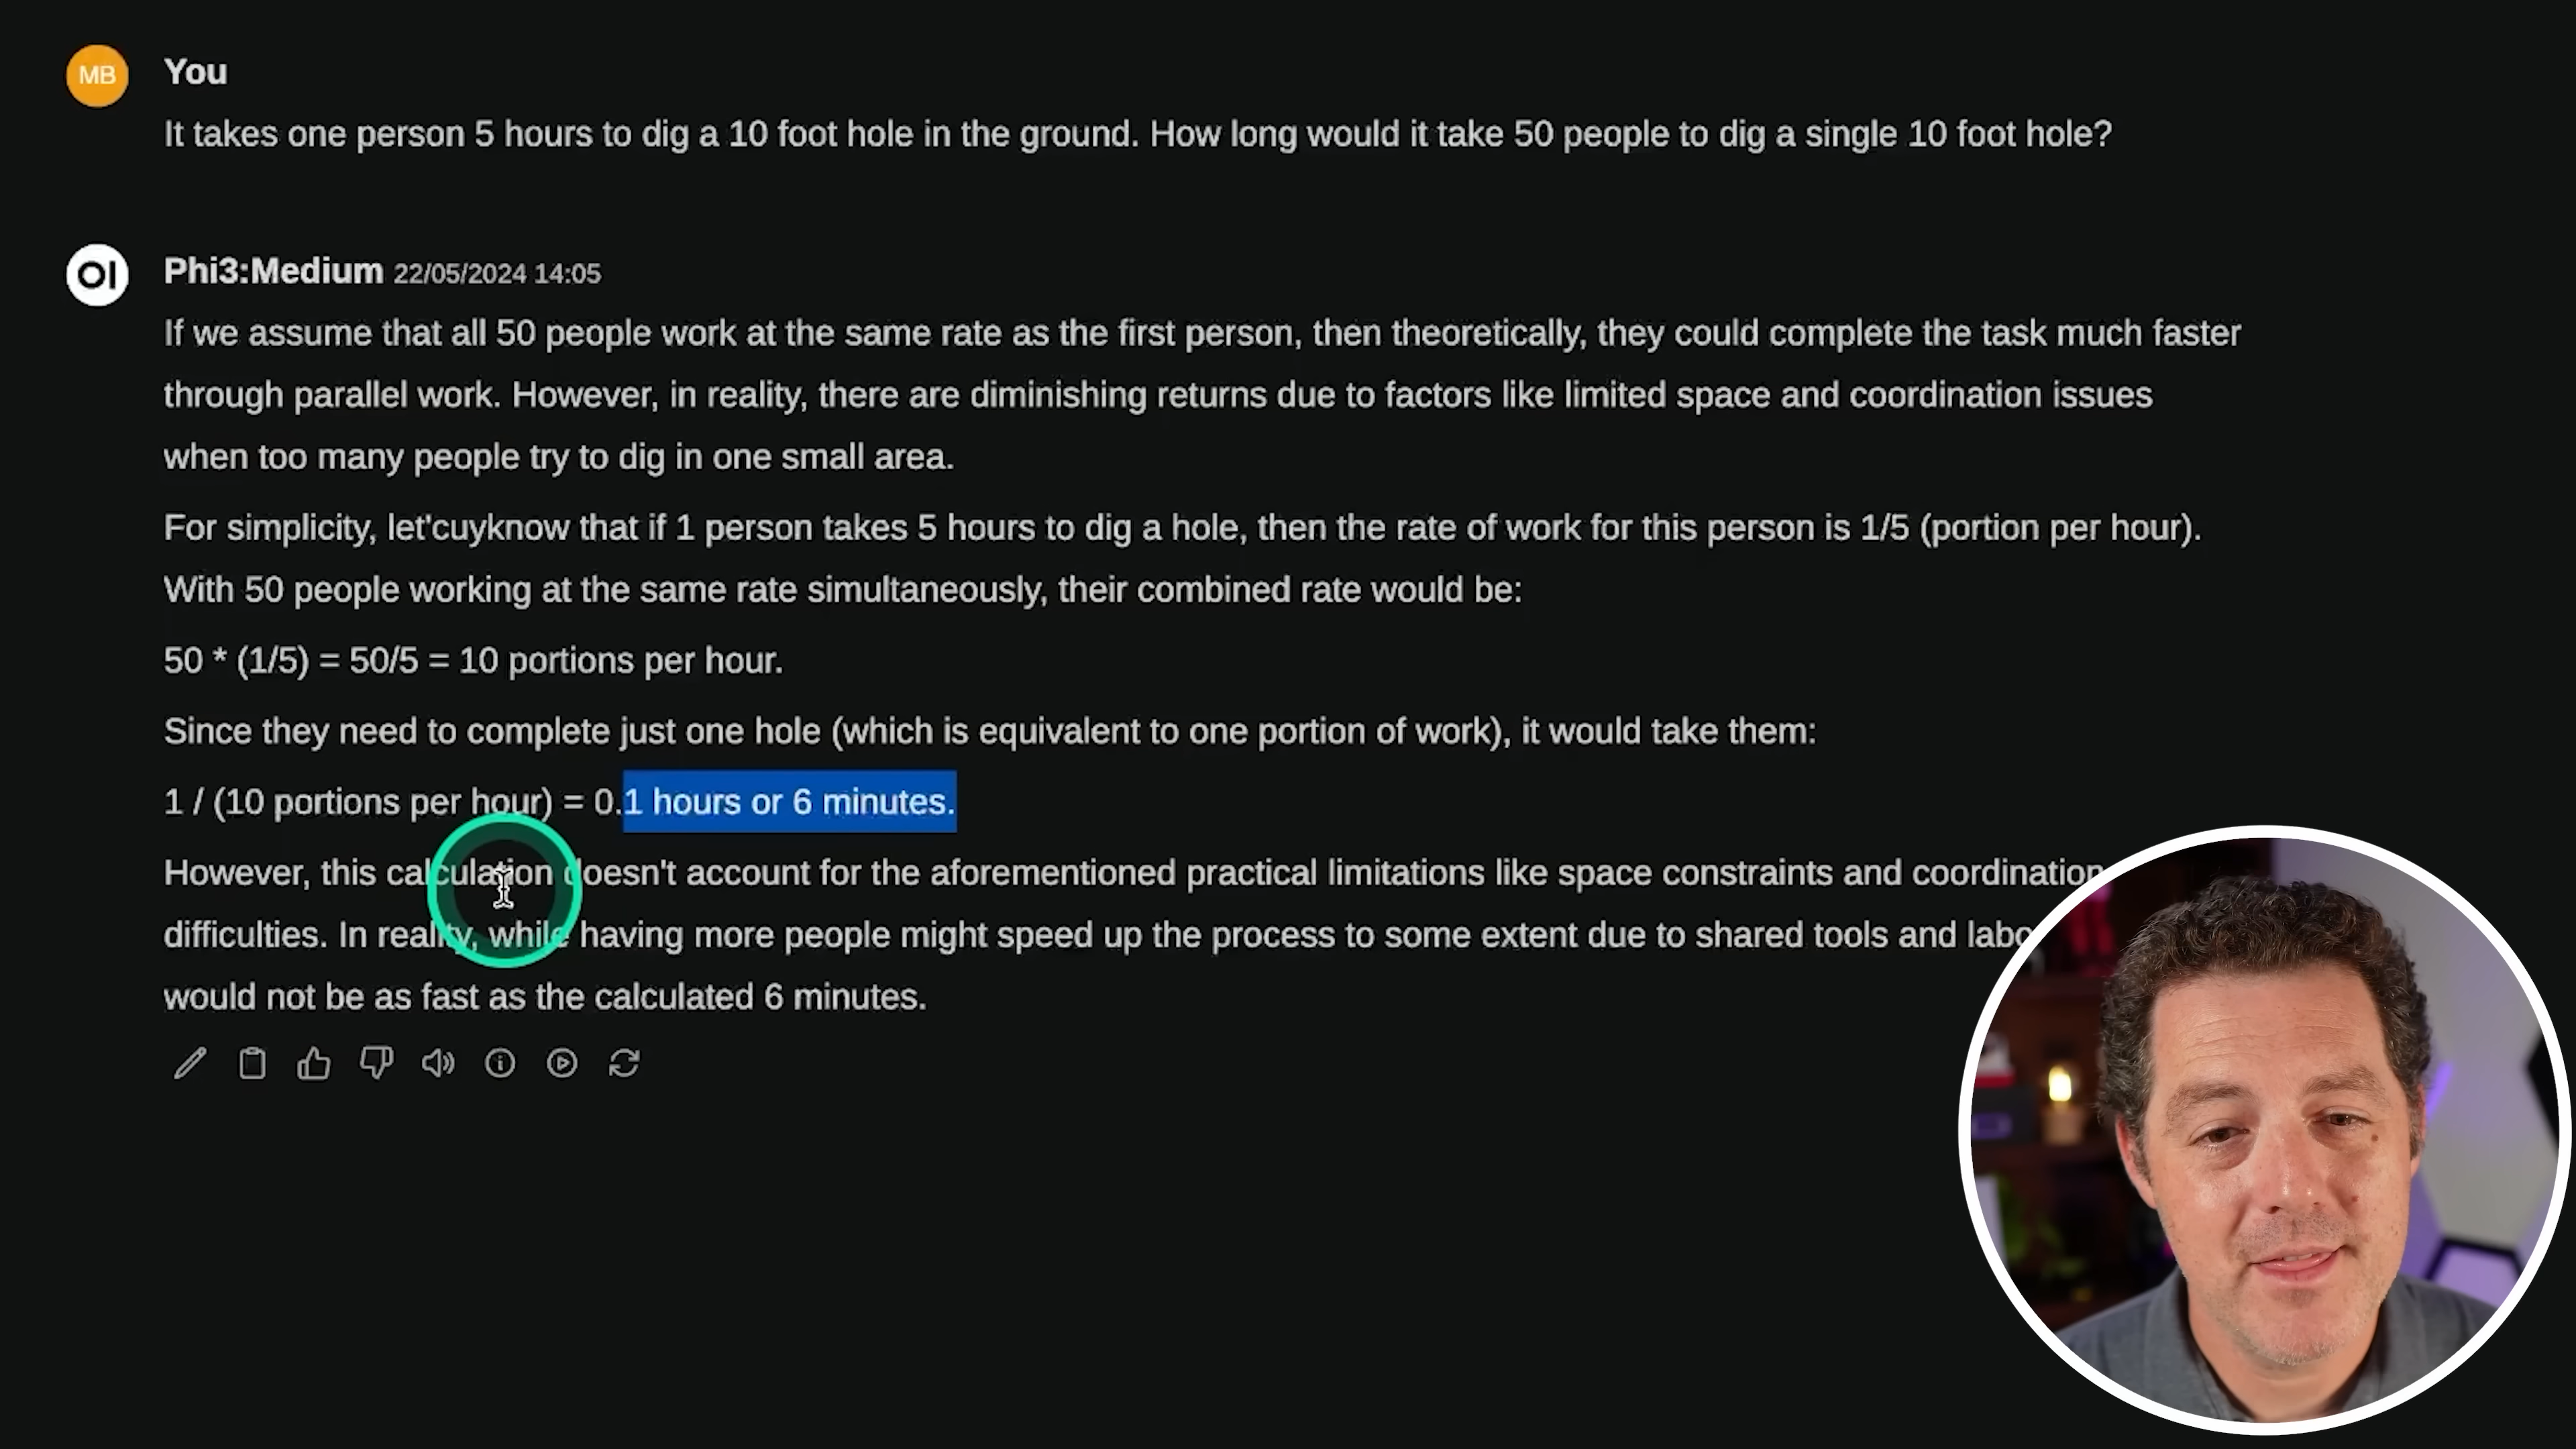 MB
You
It takes one person 5 hours to dig a 10 foot hole in the ground. How long would it take 50 people to dig a single 10 foot hole?
OI
Phi3:Medium 22/05/2024 14:05
If we assume that all 50 people work at the same rate as the first person, then theoretically, they could complete the task much faster
through parallel work. However, in reality, there are diminishing returns due to factors like limited space and coordination issues
when too many people try to dig in one small area.
For simplicity, let'cuyknow that if 1 person takes 5 hours to dig a hole, then the rate of work for this person is 1/5 (portion per hour).
With 50 people working at the same rate simultaneously, their combined rate would be:
50 * (1/5) = 50/5 = 10 portions per hour.
Since they need to complete just one hole (which is equivalent to one portion of work), it would take them:
1 / (10 portions per hour) = 0.1 hours or 6 minutes.
However, this calculation doesn't account for the aforementioned practical limitations like space constraints and coordination
difficulties. In reality, while having more people might speed up the process to some extent due to shared tools and
would not be as fast as the calculated 6 minutes.